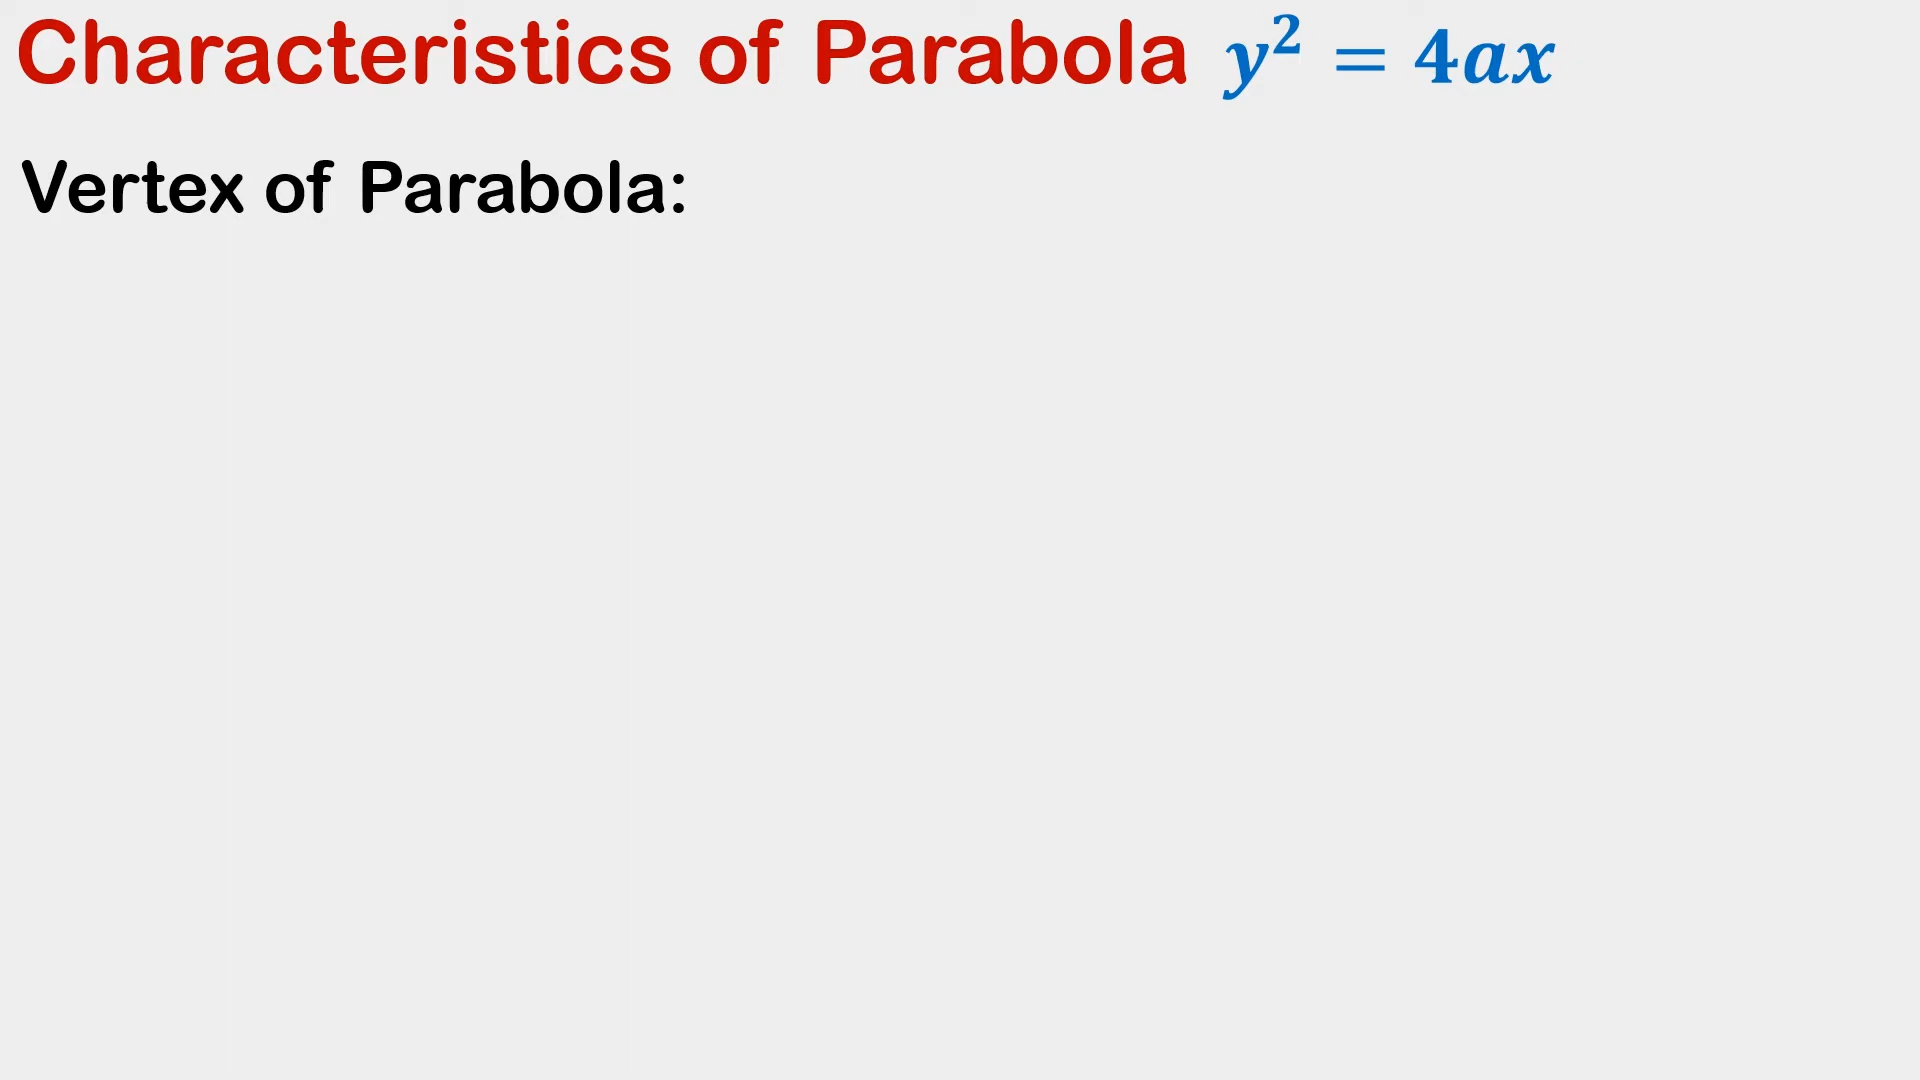 Characteristics of Parabola y² = 4ax
Vertex of Parabola: